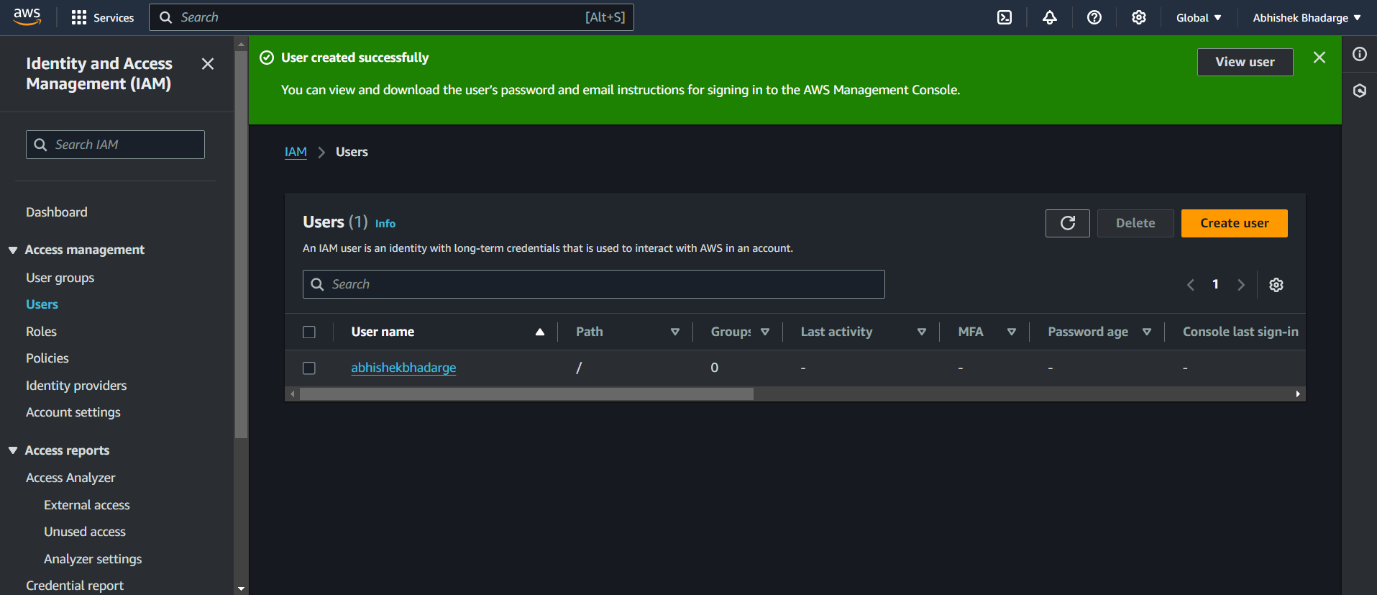 aws
Services
Search
[Alt+S]
Global
Abhishek Bhadarge
Identity and Access
Management (IAM)
Search IAM
Dashboard
Access management
User groups
Users
Roles
Policies
Identity providers
Account settings
Access reports
Access Analyzer
External access
Unused access
Analyzer settings
Credential report
User created successfully
You can view and download the user's password and email instructions for signing in to the AWS Management Console.
View user
IAM > Users
Users (1) Info
An IAM user is an identity with long-term credentials that is used to interact with AWS in an account.
Delete
Create user
Search
1
User name Path Groups Last activity MFA Password age Console last sign-in
abhishekbhadarge / 0 - - - -